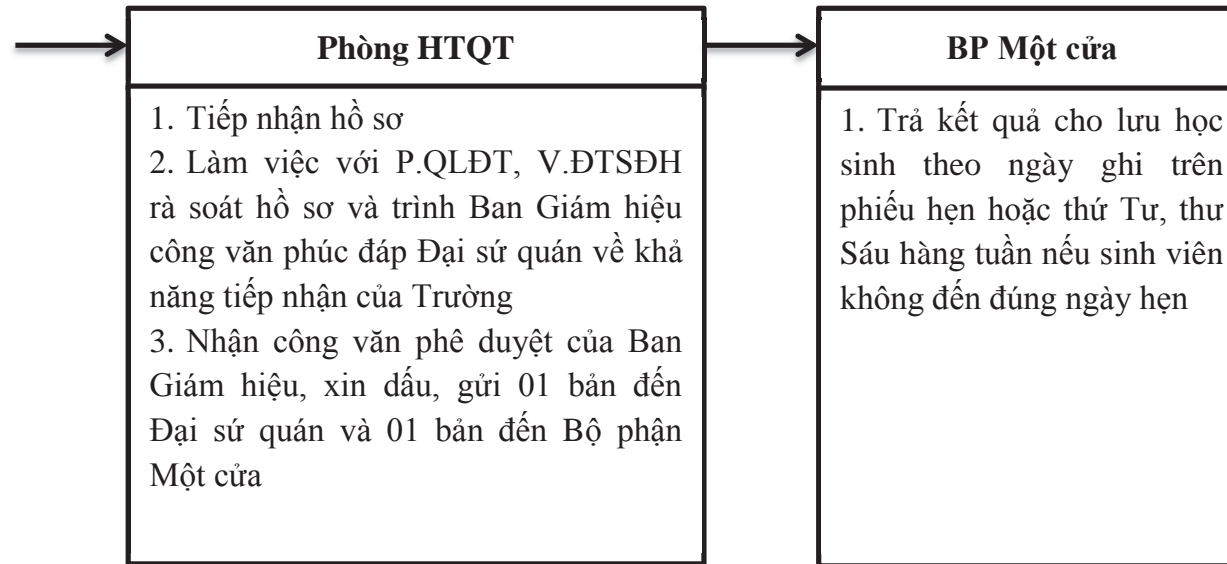 Phòng HTQT
1. Tiếp nhận hồ sơ
2. Làm việc với P.QLĐT, V.ĐTSĐH
rà soát hồ sơ và trình Ban Giám hiệu
công văn phúc đáp Đại sứ quán về khả
năng tiếp nhận của Trường
3. Nhận công văn phê duyệt của Ban
Giám hiệu, xin dấu, gửi 01 bản đến
Đại sứ quán và 01 bản đến Bộ phận
Một cửa
BP Một cửa
1. Trả kết quả cho lưu học
sinh theo ngày ghi trên
phiếu hẹn hoặc thứ Tư, thư
Sáu hàng tuần nếu sinh viên
không đến đúng ngày hẹn